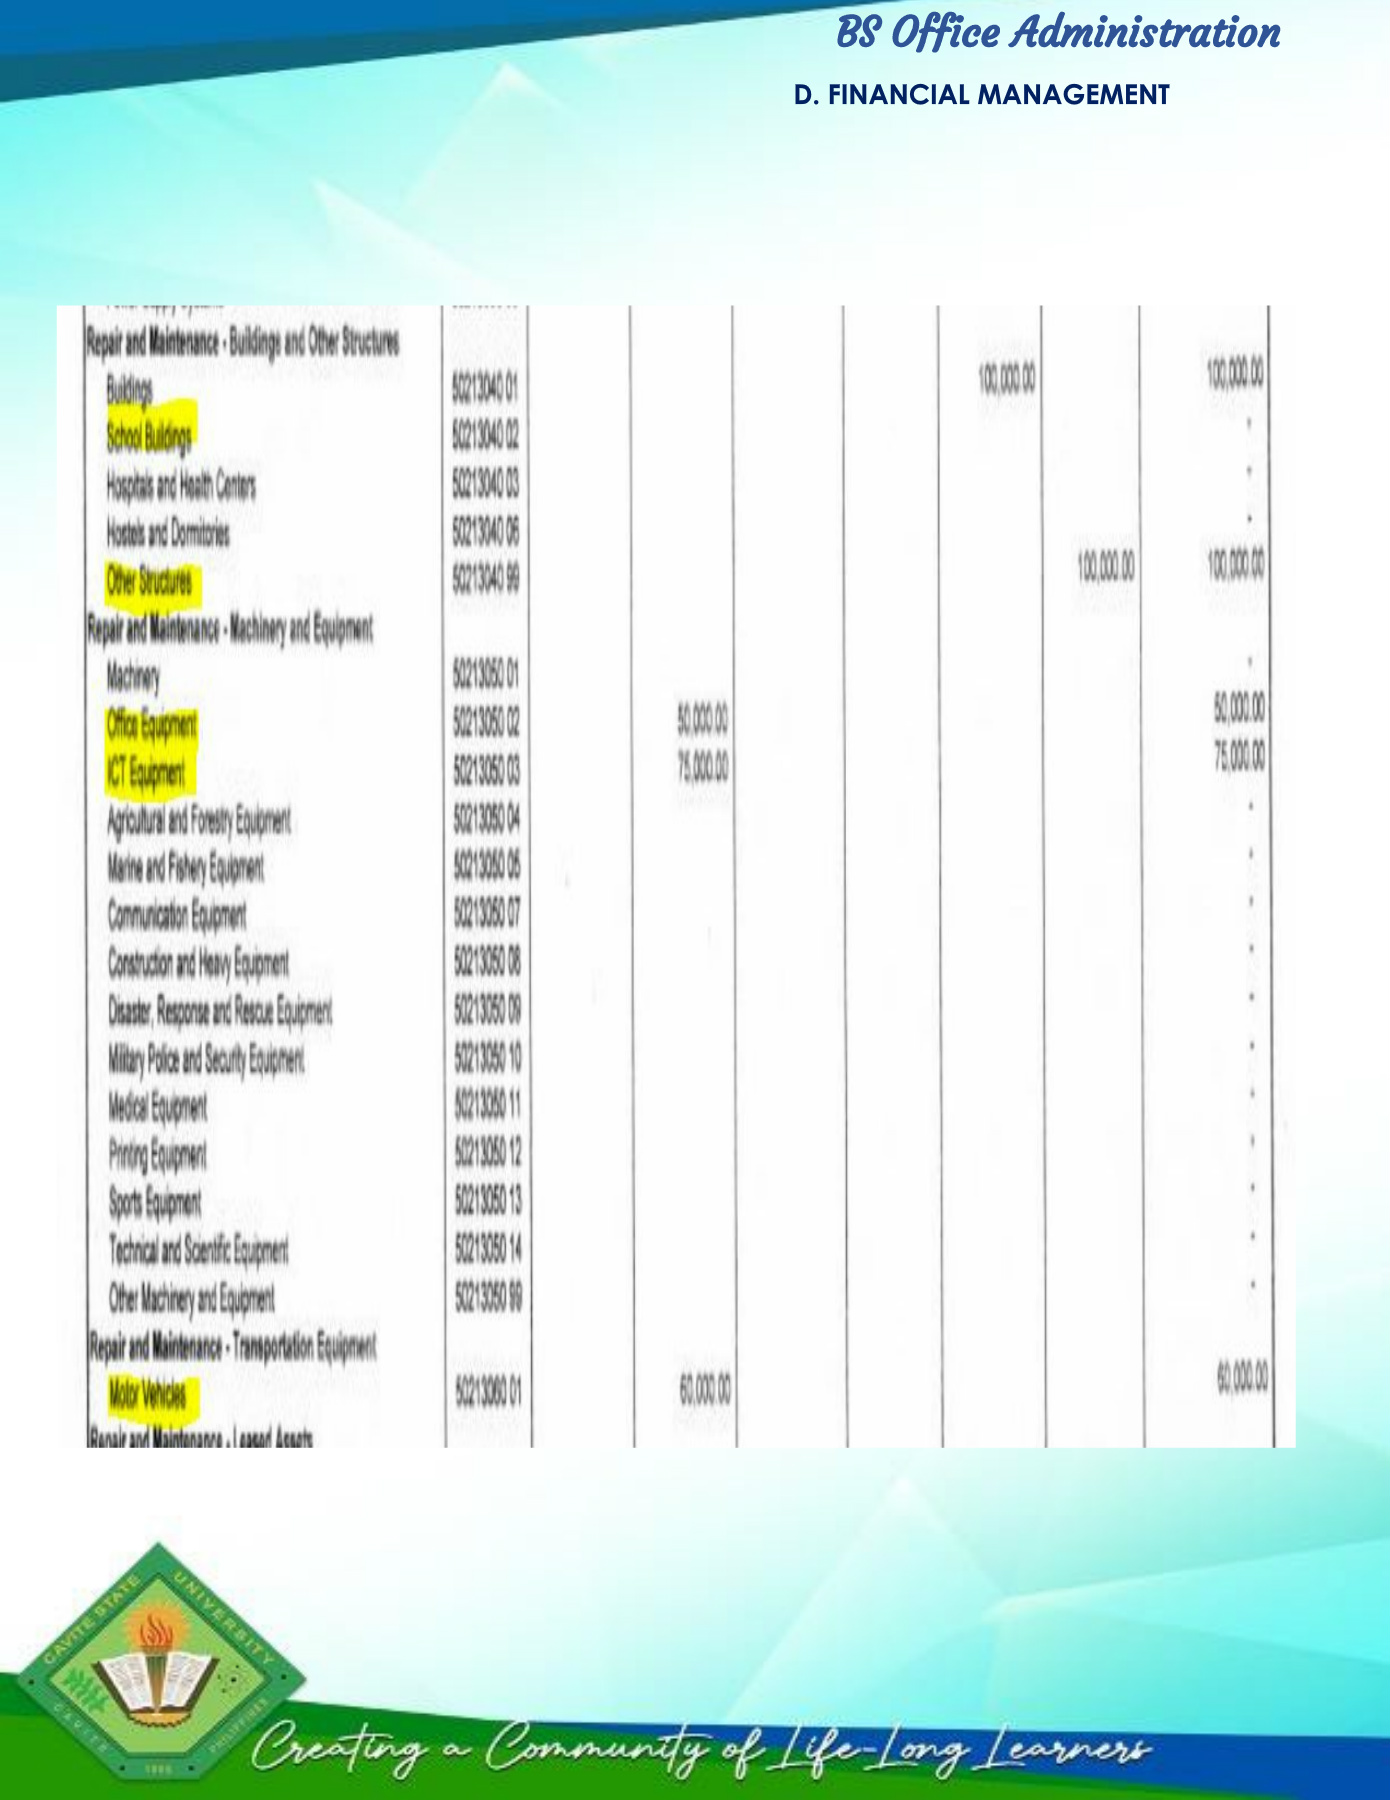 BS Office Administration
D. FINANCIAL MANAGEMENT
Repair and Maintenance - Buildings and Other Structures
Buildings 50213040 01 100,000.00 100,000.00
School Buildings 50213040 02 -
Hospitals and Health Centers 50213040 03 -
Hostels and Dormitories 50213040 06 -
Other Structures 50213040 99 100,000.00 100,000.00
Repair and Maintenance - Machinery and Equipment
Machinery 50213050 01 -
Office Equipment 50213050 02 50,000.00 50,000.00
ICT Equipment 50213050 03 75,000.00 75,000.00
Agricultural and Forestry Equipment 50213050 04 -
Marine and Fishery Equipment 50213050 05 -
Communication Equipment 50213050 07 -
Construction and Heavy Equipment 50213050 08 -
Disaster, Response and Rescue Equipment 50213050 09 -
Military Police and Security Equipment 50213050 10 -
Medical Equipment 50213050 11 -
Printing Equipment 50213050 12 -
Sports Equipment 50213050 13 -
Technical and Scientific Equipment 50213050 14 -
Other Machinery and Equipment 50213050 99 -
Repair and Maintenance - Transportation Equipment
Motor Vehicles 50213060 01 60,000.00 60,000.00
Repair and Maintenance - Leased Assets
CAVITE STATE UNIVERSITY
CAVITE
1906
PHILIPPINES
Creating a Community of Life-Long Learners